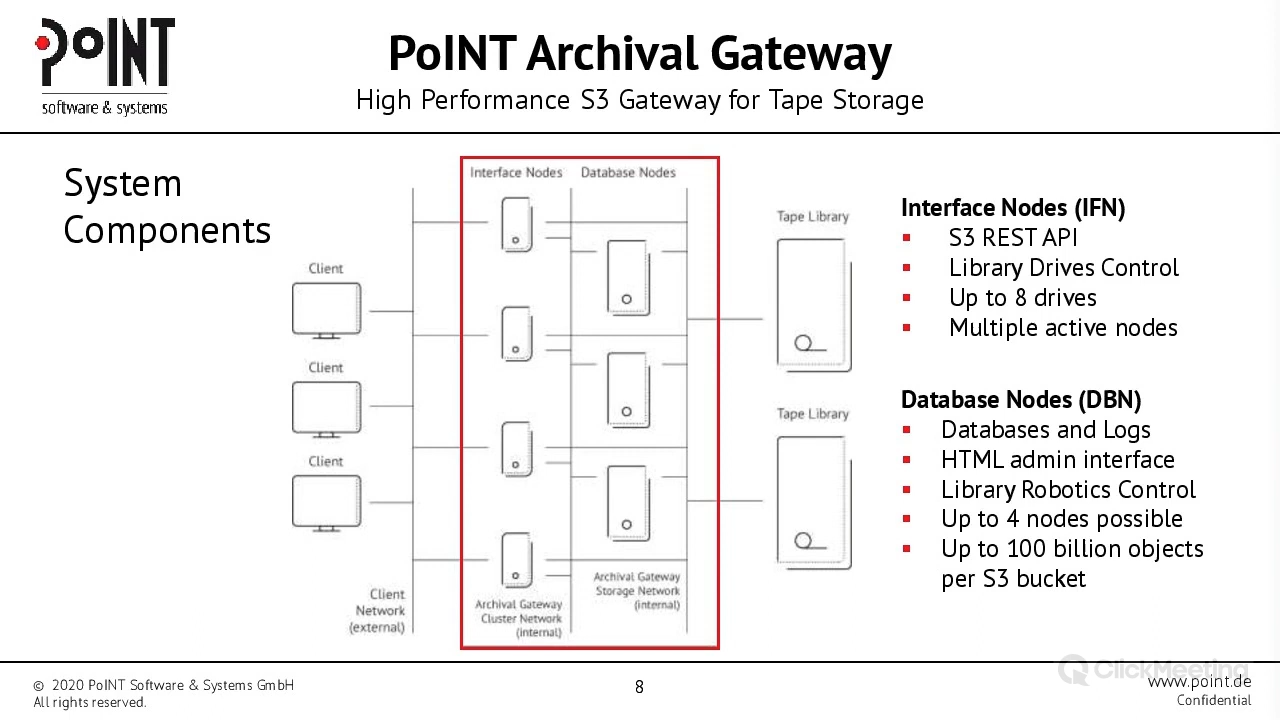 PoINT
software & systems
PoINT Archival Gateway
High Performance S3 Gateway for Tape Storage
System
Components
Interface Nodes
Database Nodes
Client
Client
Client
Tape Library
Tape Library
Client
Network
(external)
Archival Gateway
Cluster Network
(internal)
Archival Gateway
Storage Network
(internal)
Interface Nodes (IFN)
▪ S3 REST API
▪ Library Drives Control
▪ Up to 8 drives
▪ Multiple active nodes
Database Nodes (DBN)
▪ Databases and Logs
▪ HTML admin interface
▪ Library Robotics Control
▪ Up to 4 nodes possible
▪ Up to 100 billion objects
per S3 bucket
© 2020 PoINT Software & Systems GmbH
All rights reserved.
8
ClickMeeting
www.point.de
Confidential